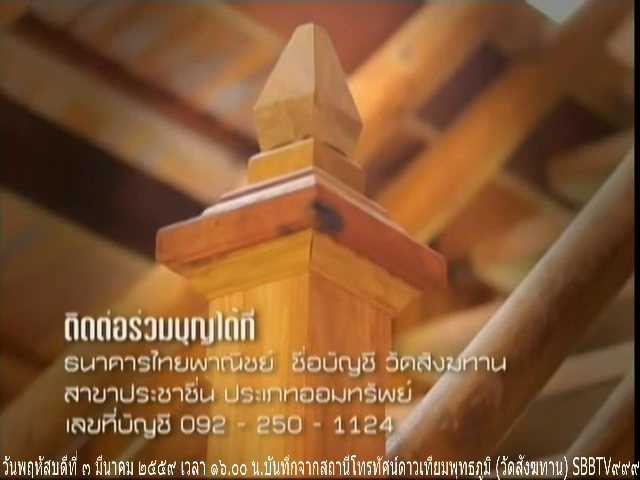 ติดต่อร่วมบุญได้ที่
ธนาคารไทยพาณิชย์ ชื่อบัญชี วัดสังฆทาน
สาขาประชาชื่น ประเภทออมทรัพย์
เลขที่บัญชี 092 - 250 - 1124
วันพฤหัสบดีที่ ๓ มีนาคม ๒๕๕๙ เวลา ๑๖.๐๐ น.บันทึกจากสถานีโทรทัศน์ดาวเทียมพุทธภูมิ (วัดสังฆทาน) SBBTV๙๙๙